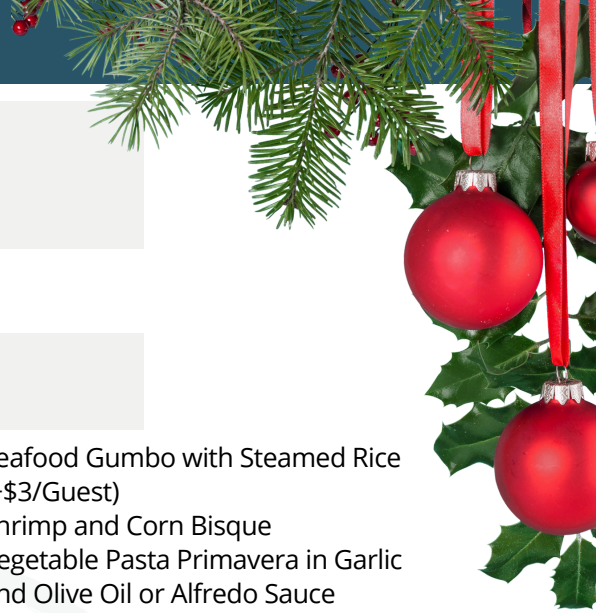 eafood Gumbo with Steamed Rice
$3/Guest)
hrimp and Corn Bisque
egetable Pasta Primavera in Garlic
nd Olive Oil or Alfredo Sauce